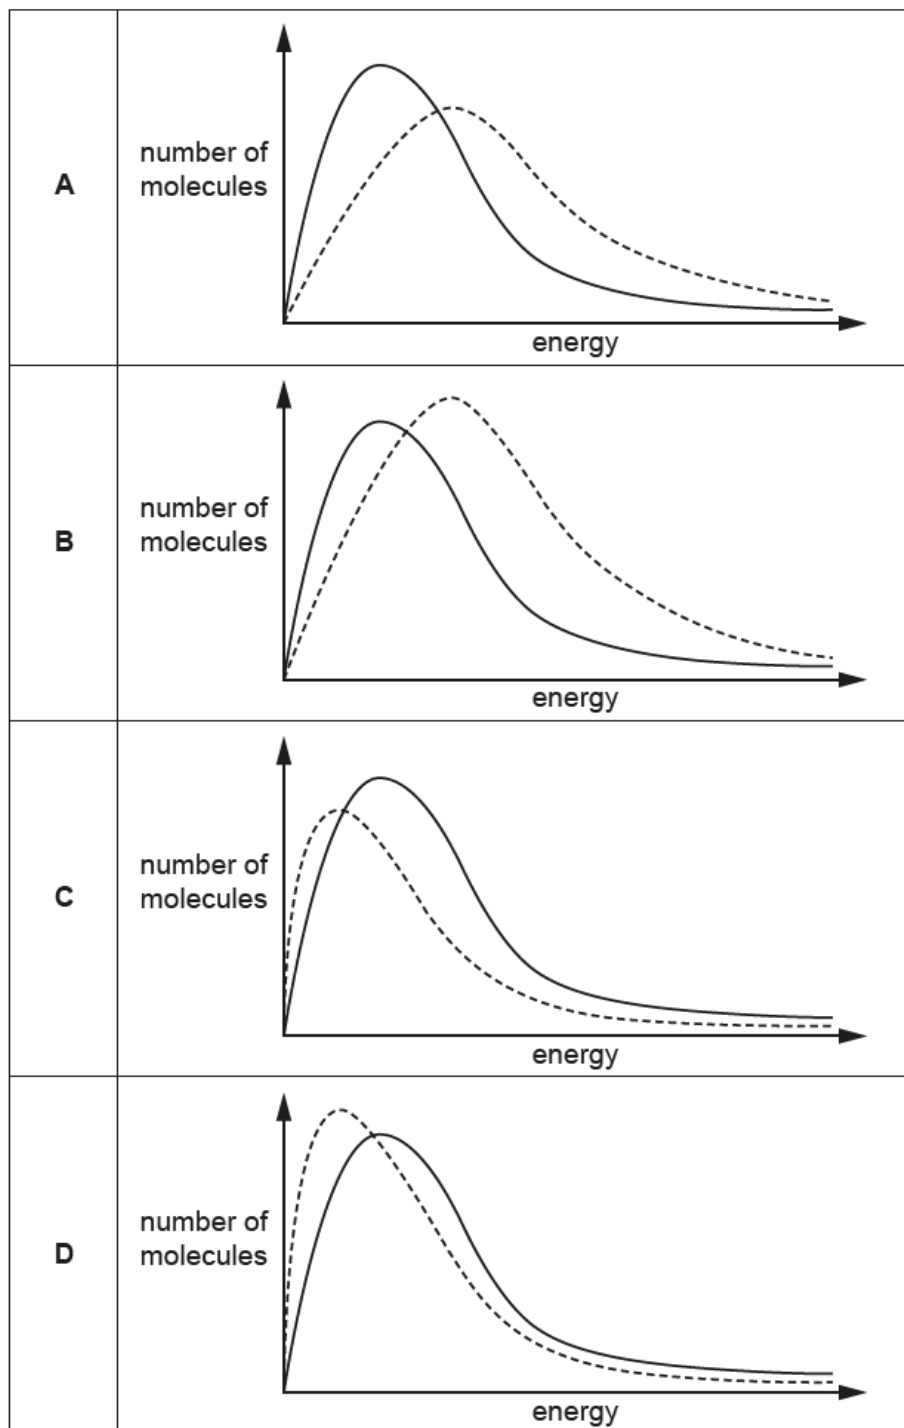 A
number of
molecules
energy
B
number of
molecules
energy
C
number of
molecules
energy
D
number of
molecules
energy